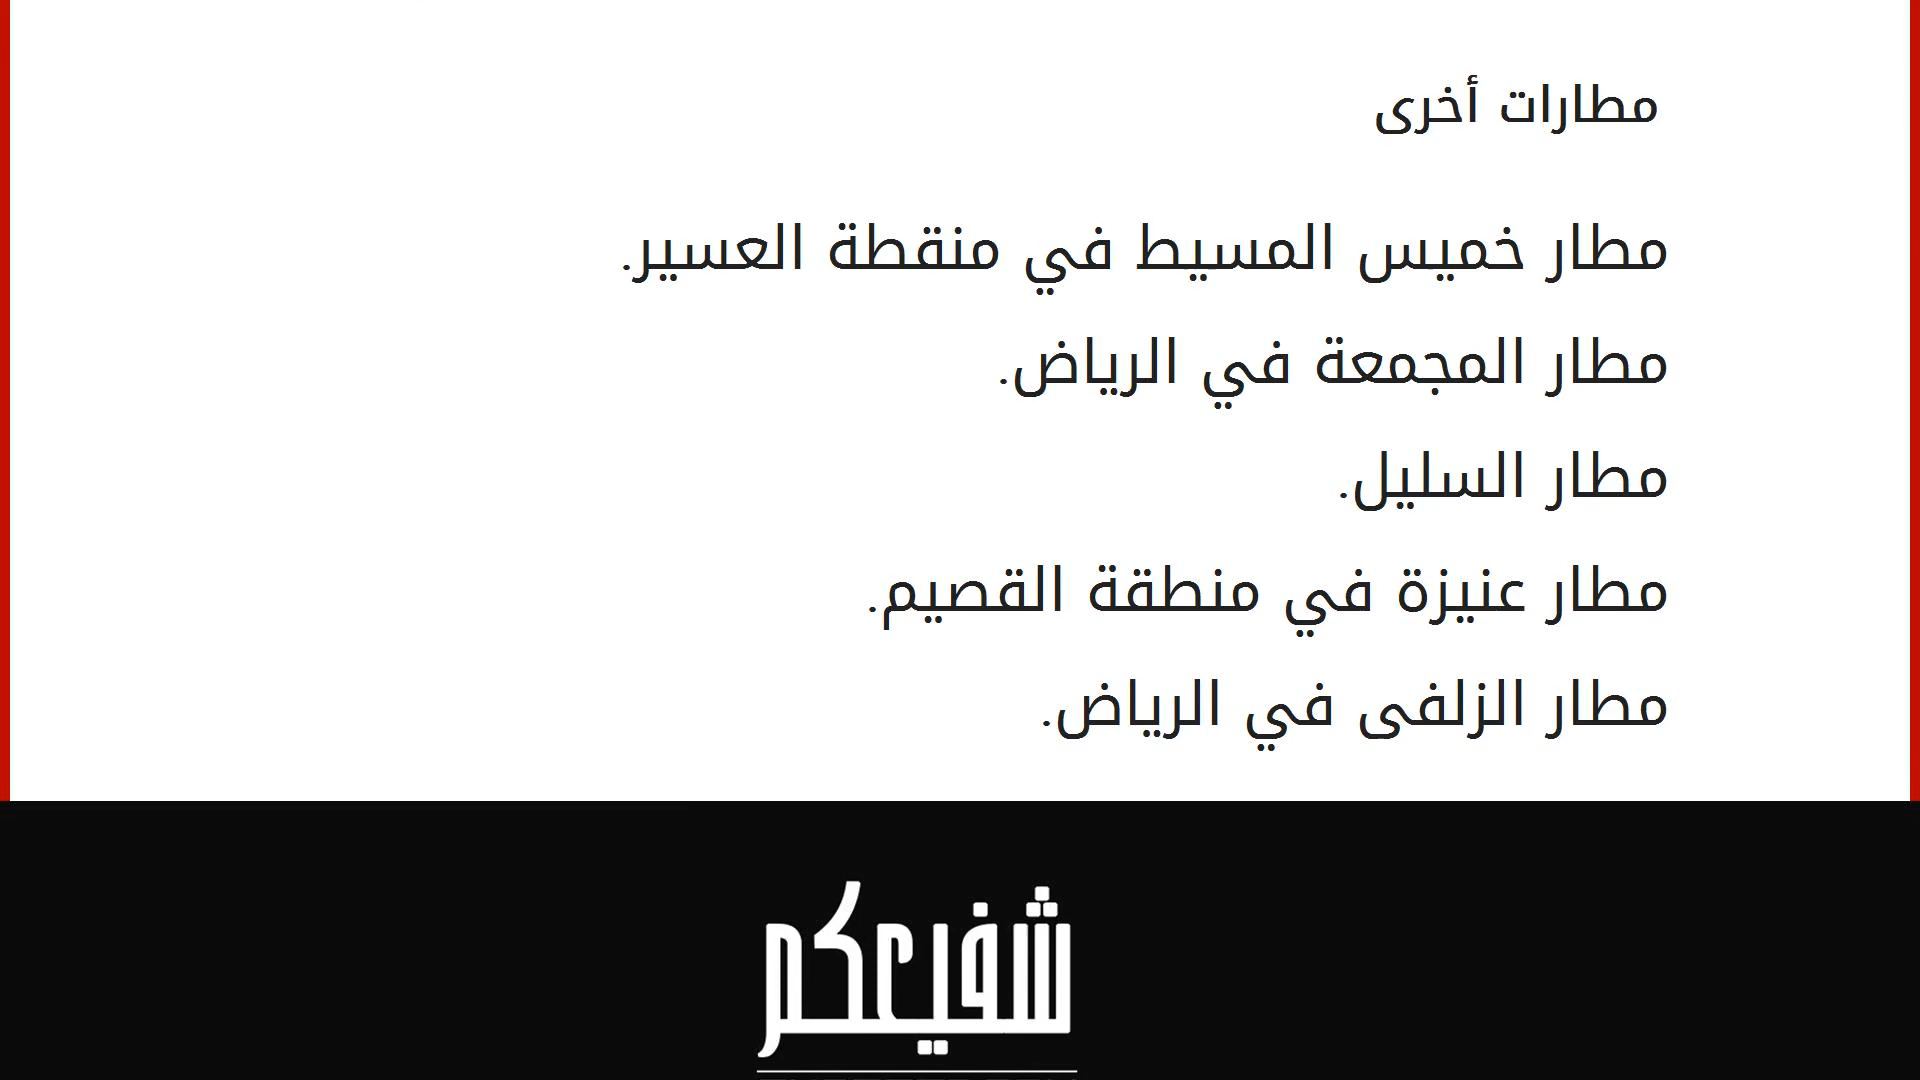 مطارات أخرى
مطار خميس المسيط في منقطة العسير.
مطار المجمعة في الرياض.
مطار السليل.
مطار عنيزة في منطقة القصيم.
مطار الزلفى في الرياض.
شفيعكم